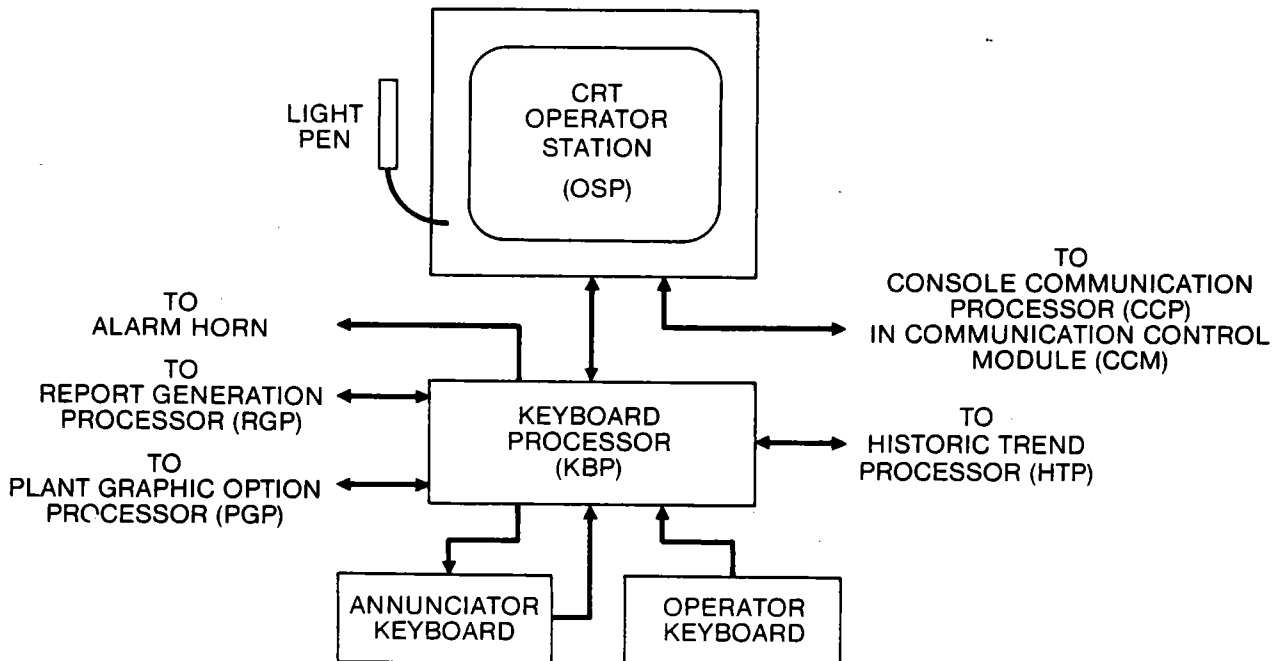 LIGHT
PEN
CRT
OPERATOR
STATION
(OSP)
TO
ALARM HORN
TO
REPORT GENERATION
PROCESSOR (RGP)
TO
PLANT GRAPHIC OPTION
PROCESSOR (PGP)
TO
CONSOLE COMMUNICATION
PROCESSOR (CCP)
IN COMMUNICATION CONTROL
MODULE (CCM)
KEYBOARD
PROCESSOR
(KBP)
TO
HISTORIC TREND
PROCESSOR (HTP)
ANNUNCIATOR
KEYBOARD
OPERATOR
KEYBOARD